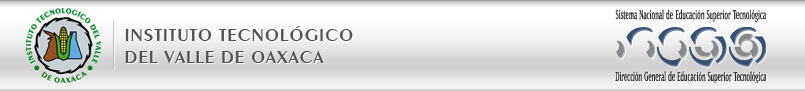 INSTITUTO TECNOLOGICO DEL VALLE
DE OAXACA
INSTITUTO TECNOLÓGICO
DEL VALLE DE OAXACA
Sistema Nacional de Educación Superior Tecnológica
Dirección General de Educación Superior Tecnológica